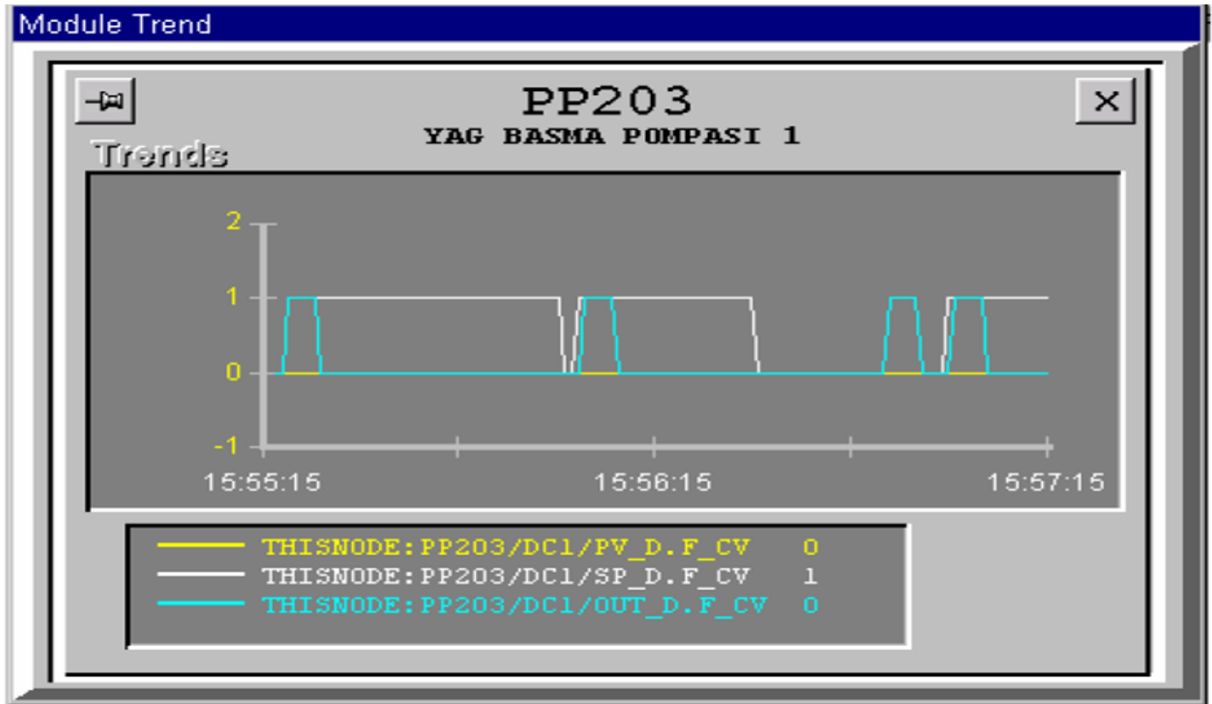 Module Trend
PP203
YAG BASMA POMPASI 1
Trends
2
1
0
-1
15:55:15 15:56:15 15:57:15
THISNODE:PP203/DC1/PV_D.F_CV 0
THISNODE:PP203/DC1/SP_D.F_CV 1
THISNODE:PP203/DC1/OUT_D.F_CV 0